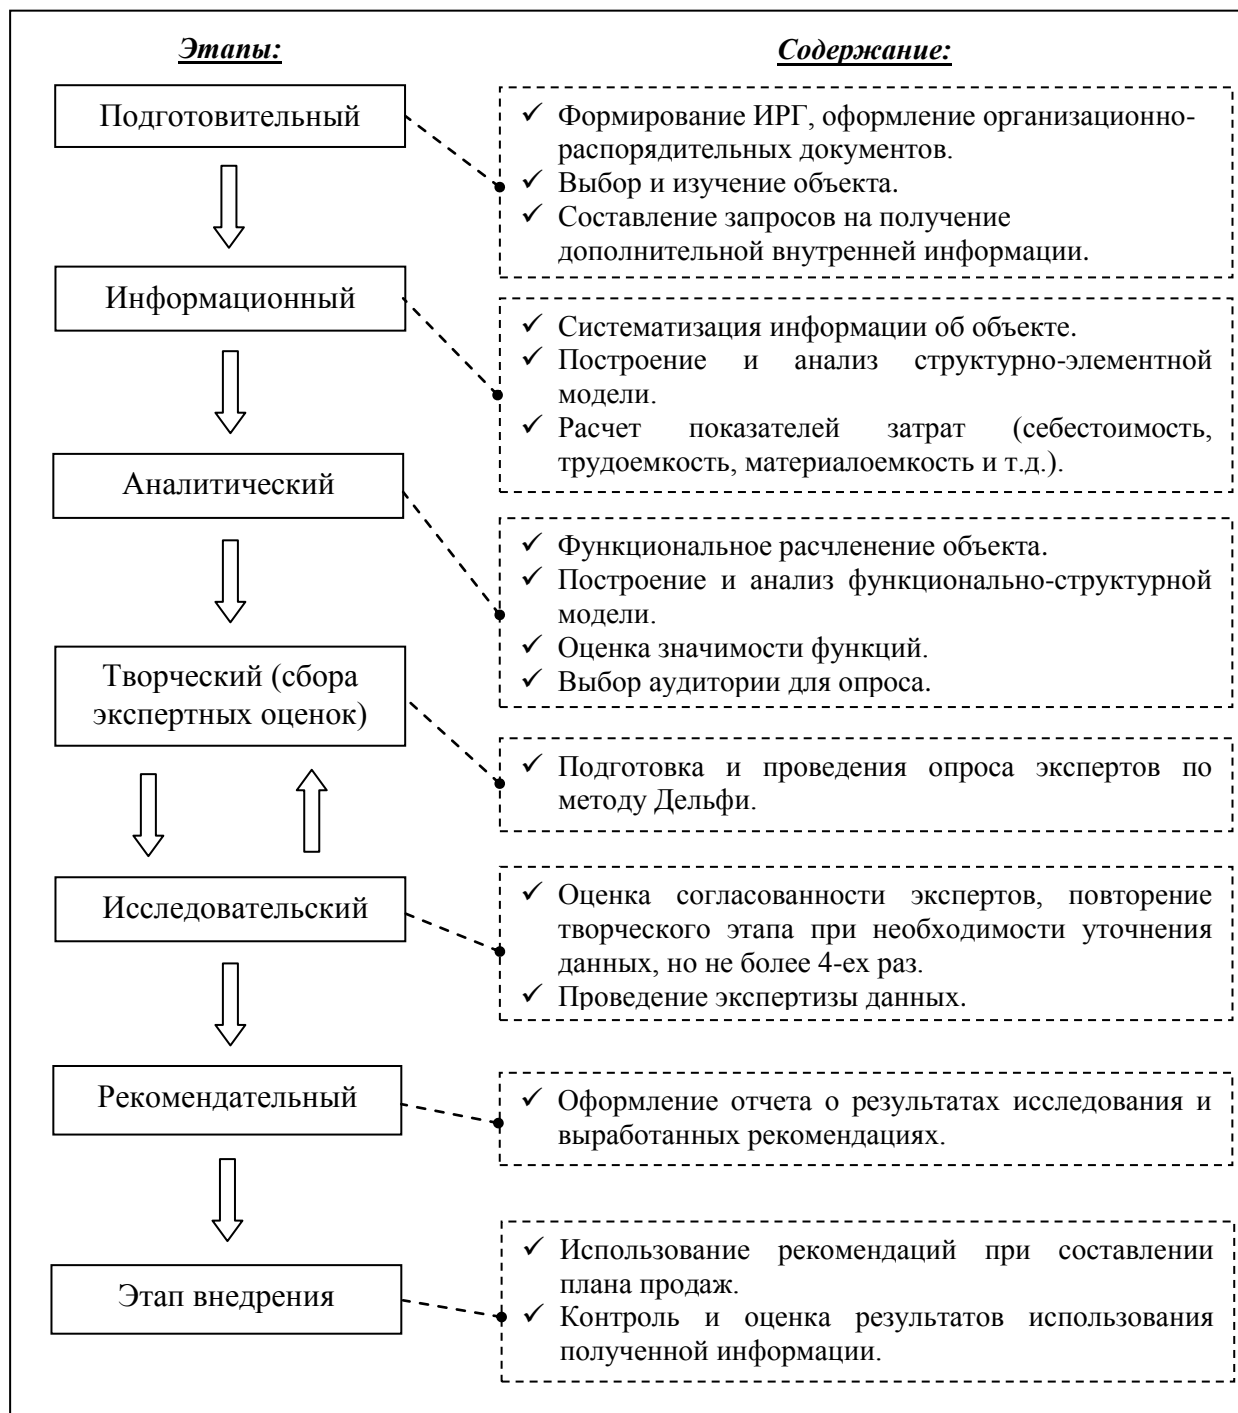 Этапы:
Содержание:
Подготовительный
✓ Формирование ИРГ, оформление организационно-
распорядительных документов.
✓ Выбор и изучение объекта.
✓ Составление запросов на получение
дополнительной внутренней информации.
Информационный
✓ Систематизация информации об объекте.
✓ Построение и анализ структурно-элементной
модели.
✓ Расчет показателей затрат (себестоимость,
трудоемкость, материалоемкость и т.д.).
Аналитический
✓ Функциональное расчленение объекта.
✓ Построение и анализ функционально-структурной
модели.
✓ Оценка значимости функций.
✓ Выбор аудитории для опроса.
Творческий (сбора
экспертных оценок)
✓ Подготовка и проведения опроса экспертов по
методу Дельфи.
Исследовательский
✓ Оценка согласованности экспертов, повторение
творческого этапа при необходимости уточнения
данных, но не более 4-ех раз.
✓ Проведение экспертизы данных.
Рекомендательный
✓ Оформление отчета о результатах исследования и
выработанных рекомендациях.
Этап внедрения
✓ Использование рекомендаций при составлении
плана продаж.
✓ Контроль и оценка результатов использования
полученной информации.